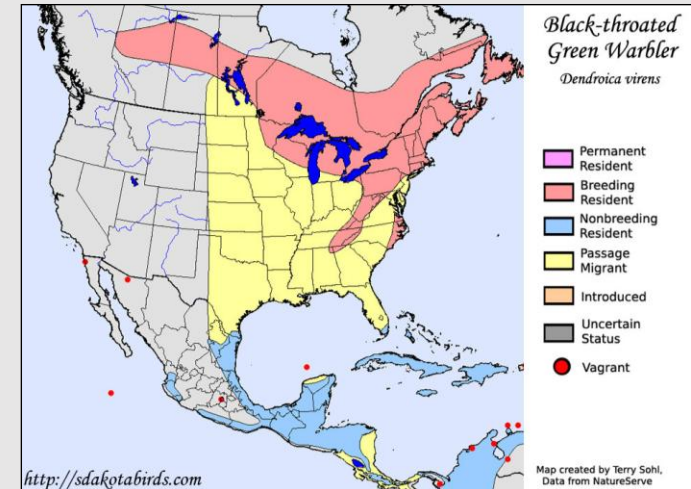 Black-throated
Green Warbler
Dendroica virens
Permanent
Resident
Breeding
Resident
Nonbreeding
Resident
Passage
Migrant
Introduced
Uncertain
Status
Vagrant
http://sdakotabirds.com
Map created by Terry Sohl,
Data from NatureServe